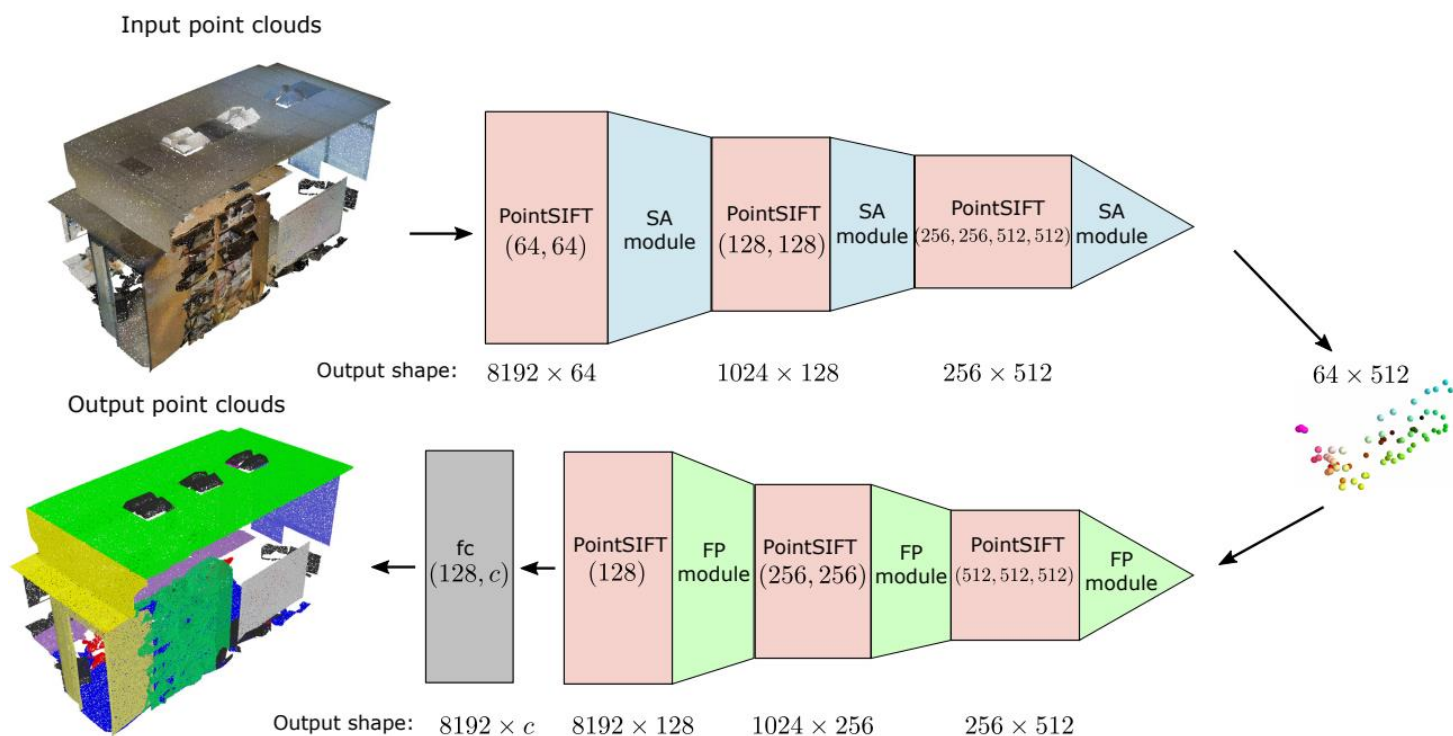 Input point clouds
PointSIFT
(64, 64)
SA
module
PointSIFT
(128, 128)
SA
module
PointSIFT
(256, 256, 512, 512)
SA
module
Output shape: 8192 × 64 1024 × 128 256 × 512
64 × 512
Output point clouds
fc
(128, c)
PointSIFT
(128)
FP
module
PointSIFT
(256, 256)
FP
module
PointSIFT
(512, 512, 512)
FP
module
Output shape: 8192 × c 8192 × 128 1024 × 256 256 × 512